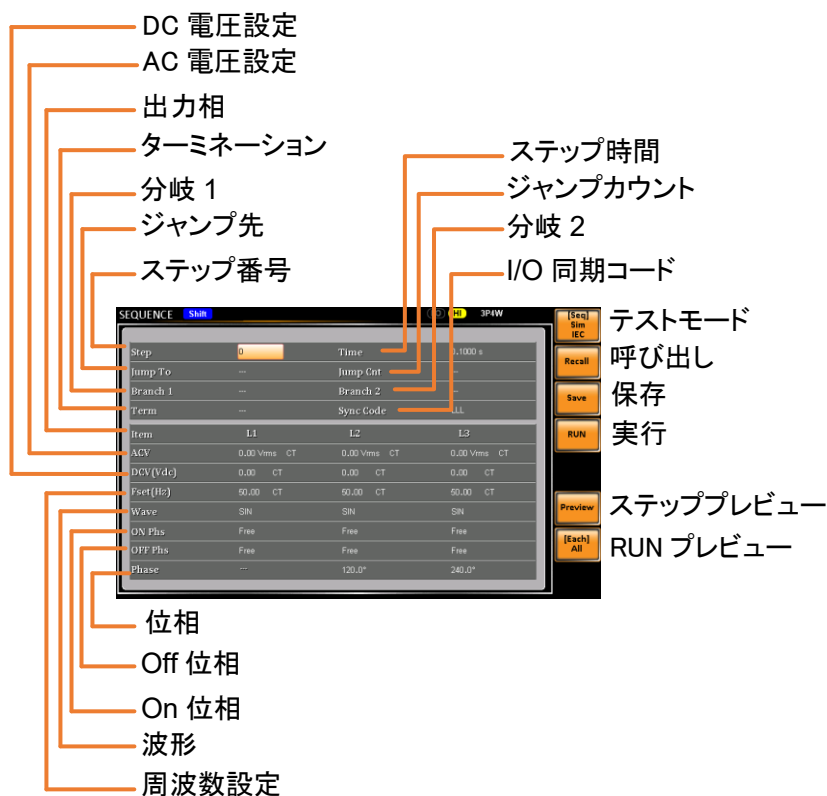 DC 電圧設定
AC 電圧設定
出力相
ターミネーション
分岐 1
ジャンプ先
ステップ番号
ステップ時間
ジャンプカウント
分岐 2
I/O 同期コード
SEQUENCE Shift HI 3P4W
Step 0 Time 0.1000 s
Jump To --- Jump Cnt
Branch 1 --- Branch 2
Term --- Sync Code LLL
Item L1 L2 L3
ACV 0.00 Vrms CT 0.00 Vrms CT 0.00 Vrms CT
DCV(Vdc) 0.00 CT 0.00 CT 0.00 CT
Fset(Hz) 50.00 CT 50.00 CT 50.00 CT
Wave SIN SIN SIN
ON Phs Free Free Free
OFF Phs Free Free Free
Phase --- 120.0° 240.0°
[Seq]
Sim
IEC
テストモード
Recall 呼び出し
Save 保存
RUN 実行
Preview ステッププレビュー
[Each]
All
RUN プレビュー
位相
Off 位相
On 位相
波形
周波数設定